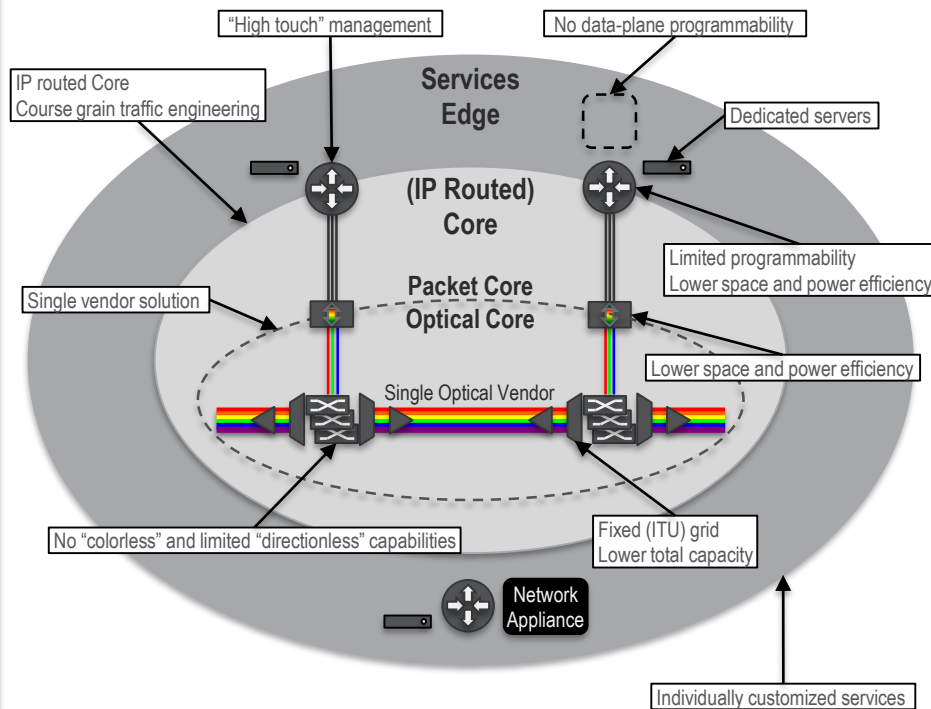 “High touch” management
No data-plane programmability
IP routed Core
Course grain traffic engineering
Services
Edge
Dedicated servers
(IP Routed)
Core
Limited programmability
Lower space and power efficiency
Single vendor solution
Packet Core
Optical Core
Lower space and power efficiency
Single Optical Vendor
No “colorless” and limited “directionless” capabilities
Fixed (ITU) grid
Lower total capacity
Network
Appliance
Individually customized services